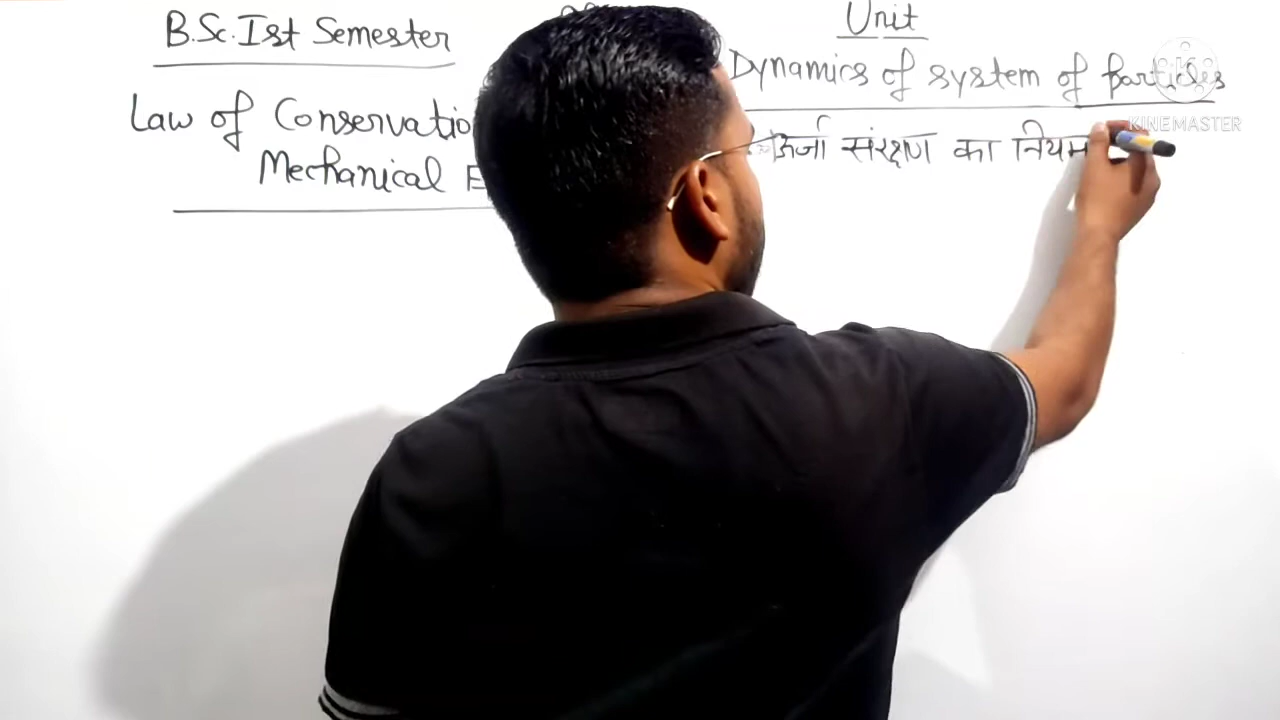 B.Sc. Ist Semester
Unit
Dynamics of system of particles
Law of Conservatio
Mechanical E
ऊर्जा संरक्षण का नियम
KINEMASTER